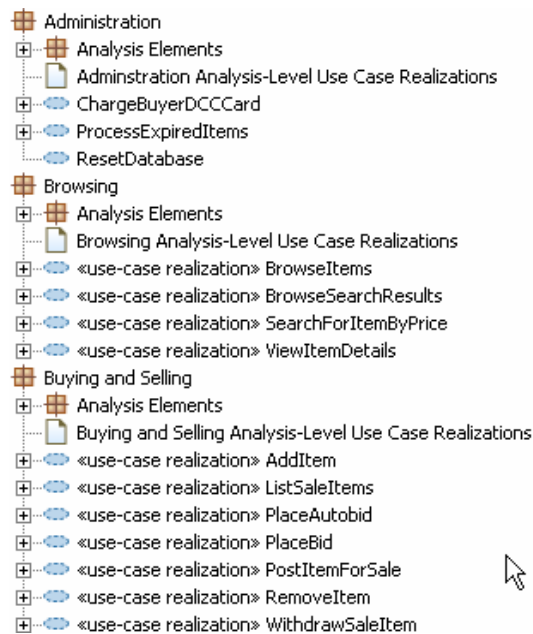 Administration
Analysis Elements
Adminstration Analysis-Level Use Case Realizations
ChargeBuyerDCCCard
ProcessExpiredItems
ResetDatabase
Browsing
Analysis Elements
Browsing Analysis-Level Use Case Realizations
«use-case realization» BrowseItems
«use-case realization» BrowseSearchResults
«use-case realization» SearchForItemByPrice
«use-case realization» ViewItemDetails
Buying and Selling
Analysis Elements
Buying and Selling Analysis-Level Use Case Realizations
«use-case realization» AddItem
«use-case realization» ListSaleItems
«use-case realization» PlaceAutobid
«use-case realization» PlaceBid
«use-case realization» PostItemForSale
«use-case realization» RemoveItem
«use-case realization» WithdrawSaleItem